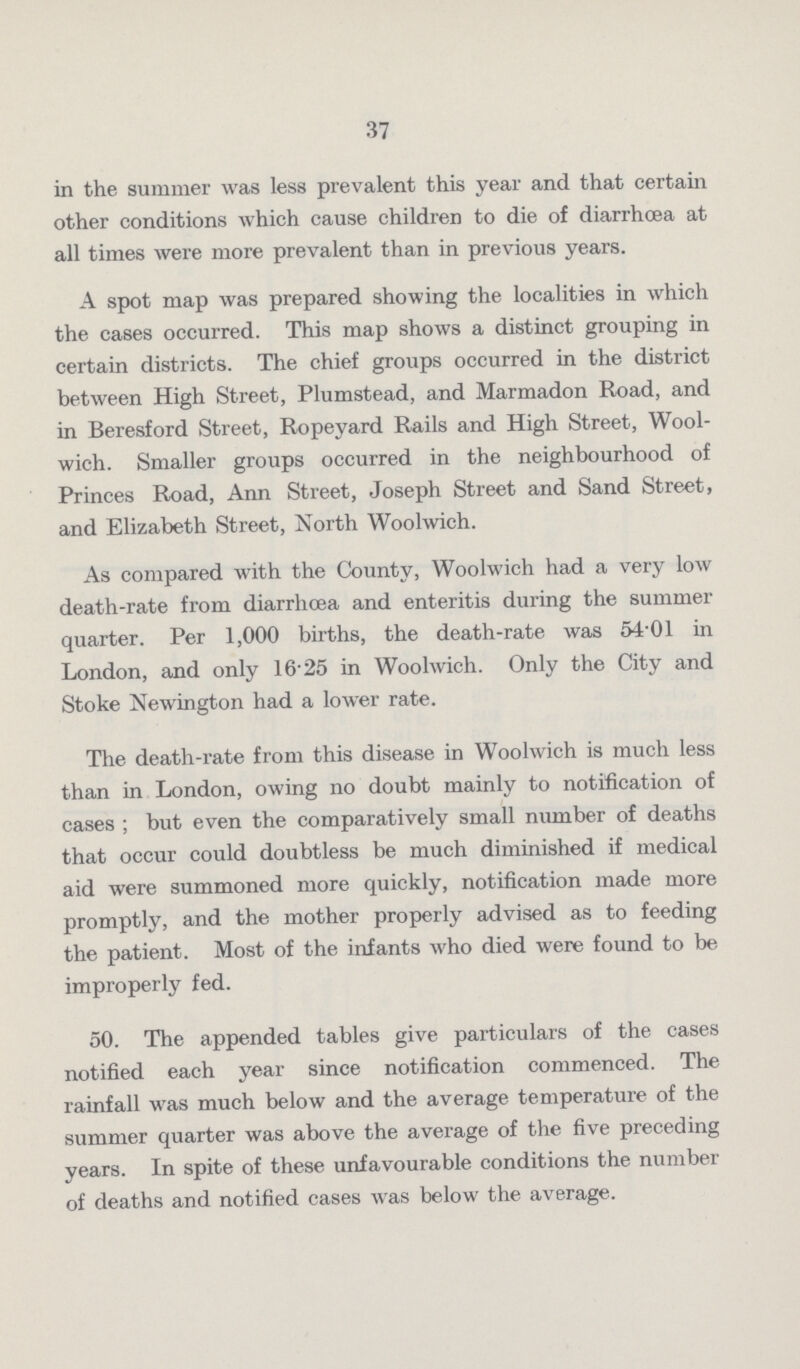 37
in the summer was less prevalent this year and that certain
other conditions which cause children to die of diarrhœa at
all times were more prevalent than in previous years.
A spot map was prepared showing the localities in which
the cases occurred. This map shows a distinct grouping in
certain districts. The chief groups occurred in the district
between High Street, Plumstead, and Marmadon Road, and
in Beresford Street, Ropeyard Rails and High Street, Wool-
wich. Smaller groups occurred in the neighbourhood of
Princes Road, Ann Street, Joseph Street and Sand Street,
and Elizabeth Street, North Woolwich.
As compared with the County, Woolwich had a very low
death-rate from diarrhœa and enteritis during the summer
quarter. Per 1,000 births, the death-rate was 54·01 in
London, and only 16·25 in Woolwich. Only the City and
Stoke Newington had a lower rate.
The death-rate from this disease in Woolwich is much less
than in London, owing no doubt mainly to notification of
cases ; but even the comparatively small number of deaths
that occur could doubtless be much diminished if medical
aid were summoned more quickly, notification made more
promptly, and the mother properly advised as to feeding
the patient. Most of the infants who died were found to be
improperly fed.
50. The appended tables give particulars of the cases
notified each year since notification commenced. The
rainfall was much below and the average temperature of the
summer quarter was above the average of the five preceding
years. In spite of these unfavourable conditions the number
of deaths and notified cases was below the average.